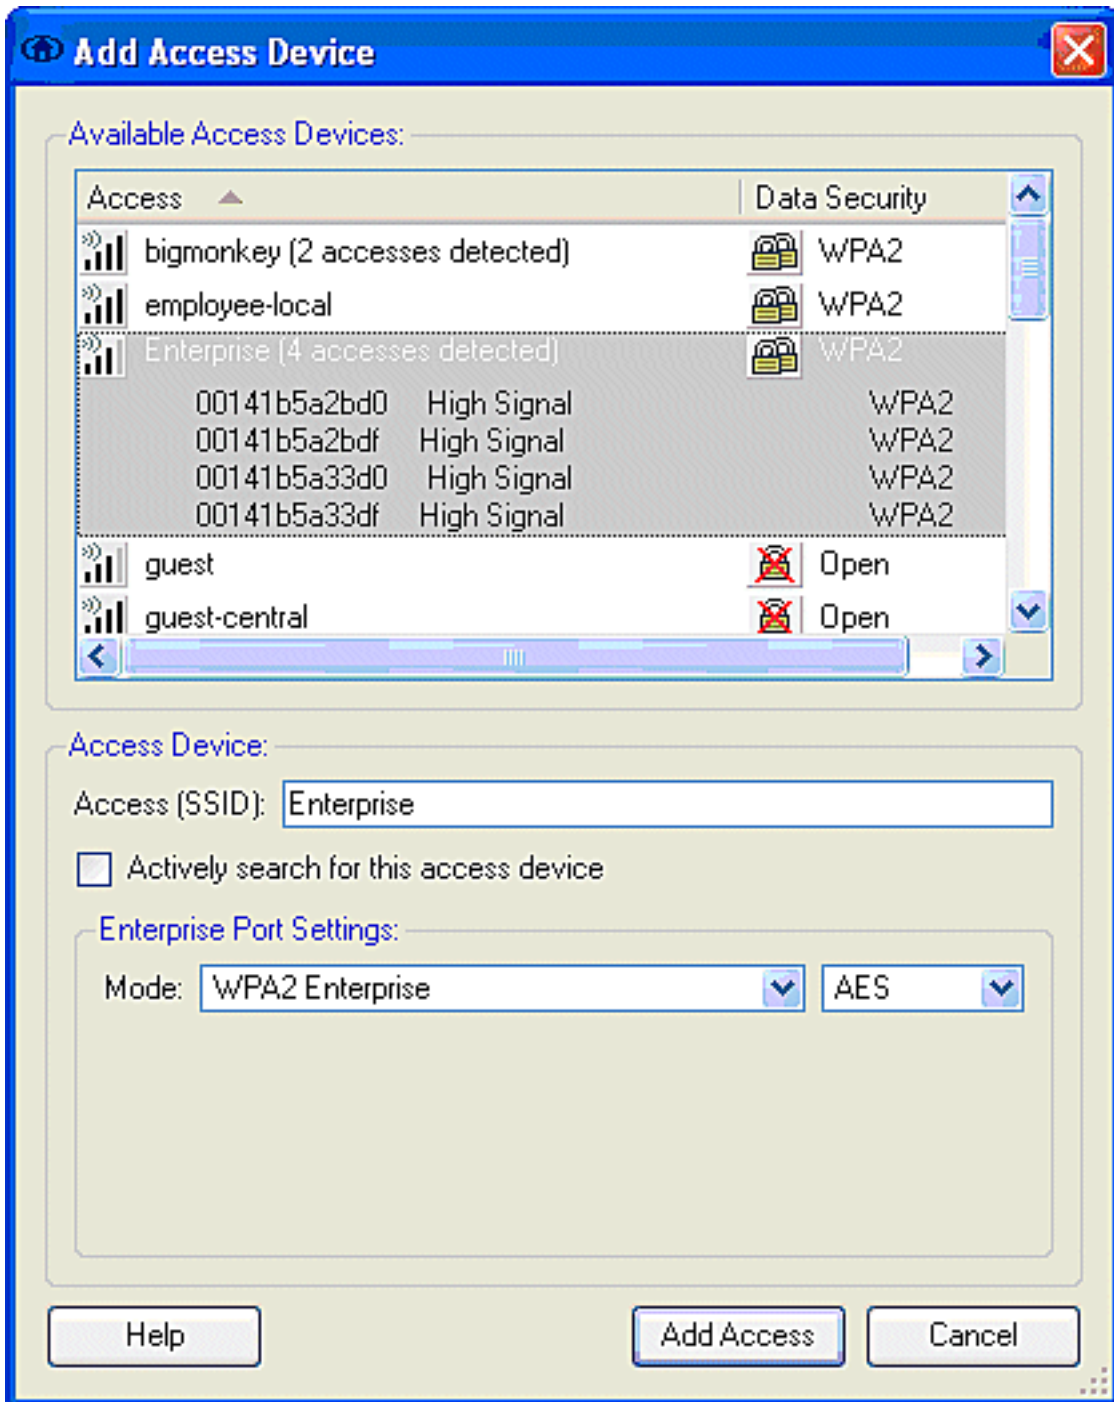 Add Access Device
Available Access Devices:
Access Data Security
bigmonkey (2 accesses detected) WPA2
employee-local WPA2
Enterprise (4 accesses detected) WPA2
00141b5a2bd0 High Signal WPA2
00141b5a2bdf High Signal WPA2
00141b5a33d0 High Signal WPA2
00141b5a33df High Signal WPA2
guest Open
guest-central Open
Access Device:
Access (SSID): Enterprise
Actively search for this access device
Enterprise Port Settings:
Mode: WPA2 Enterprise AES
Help Add Access Cancel